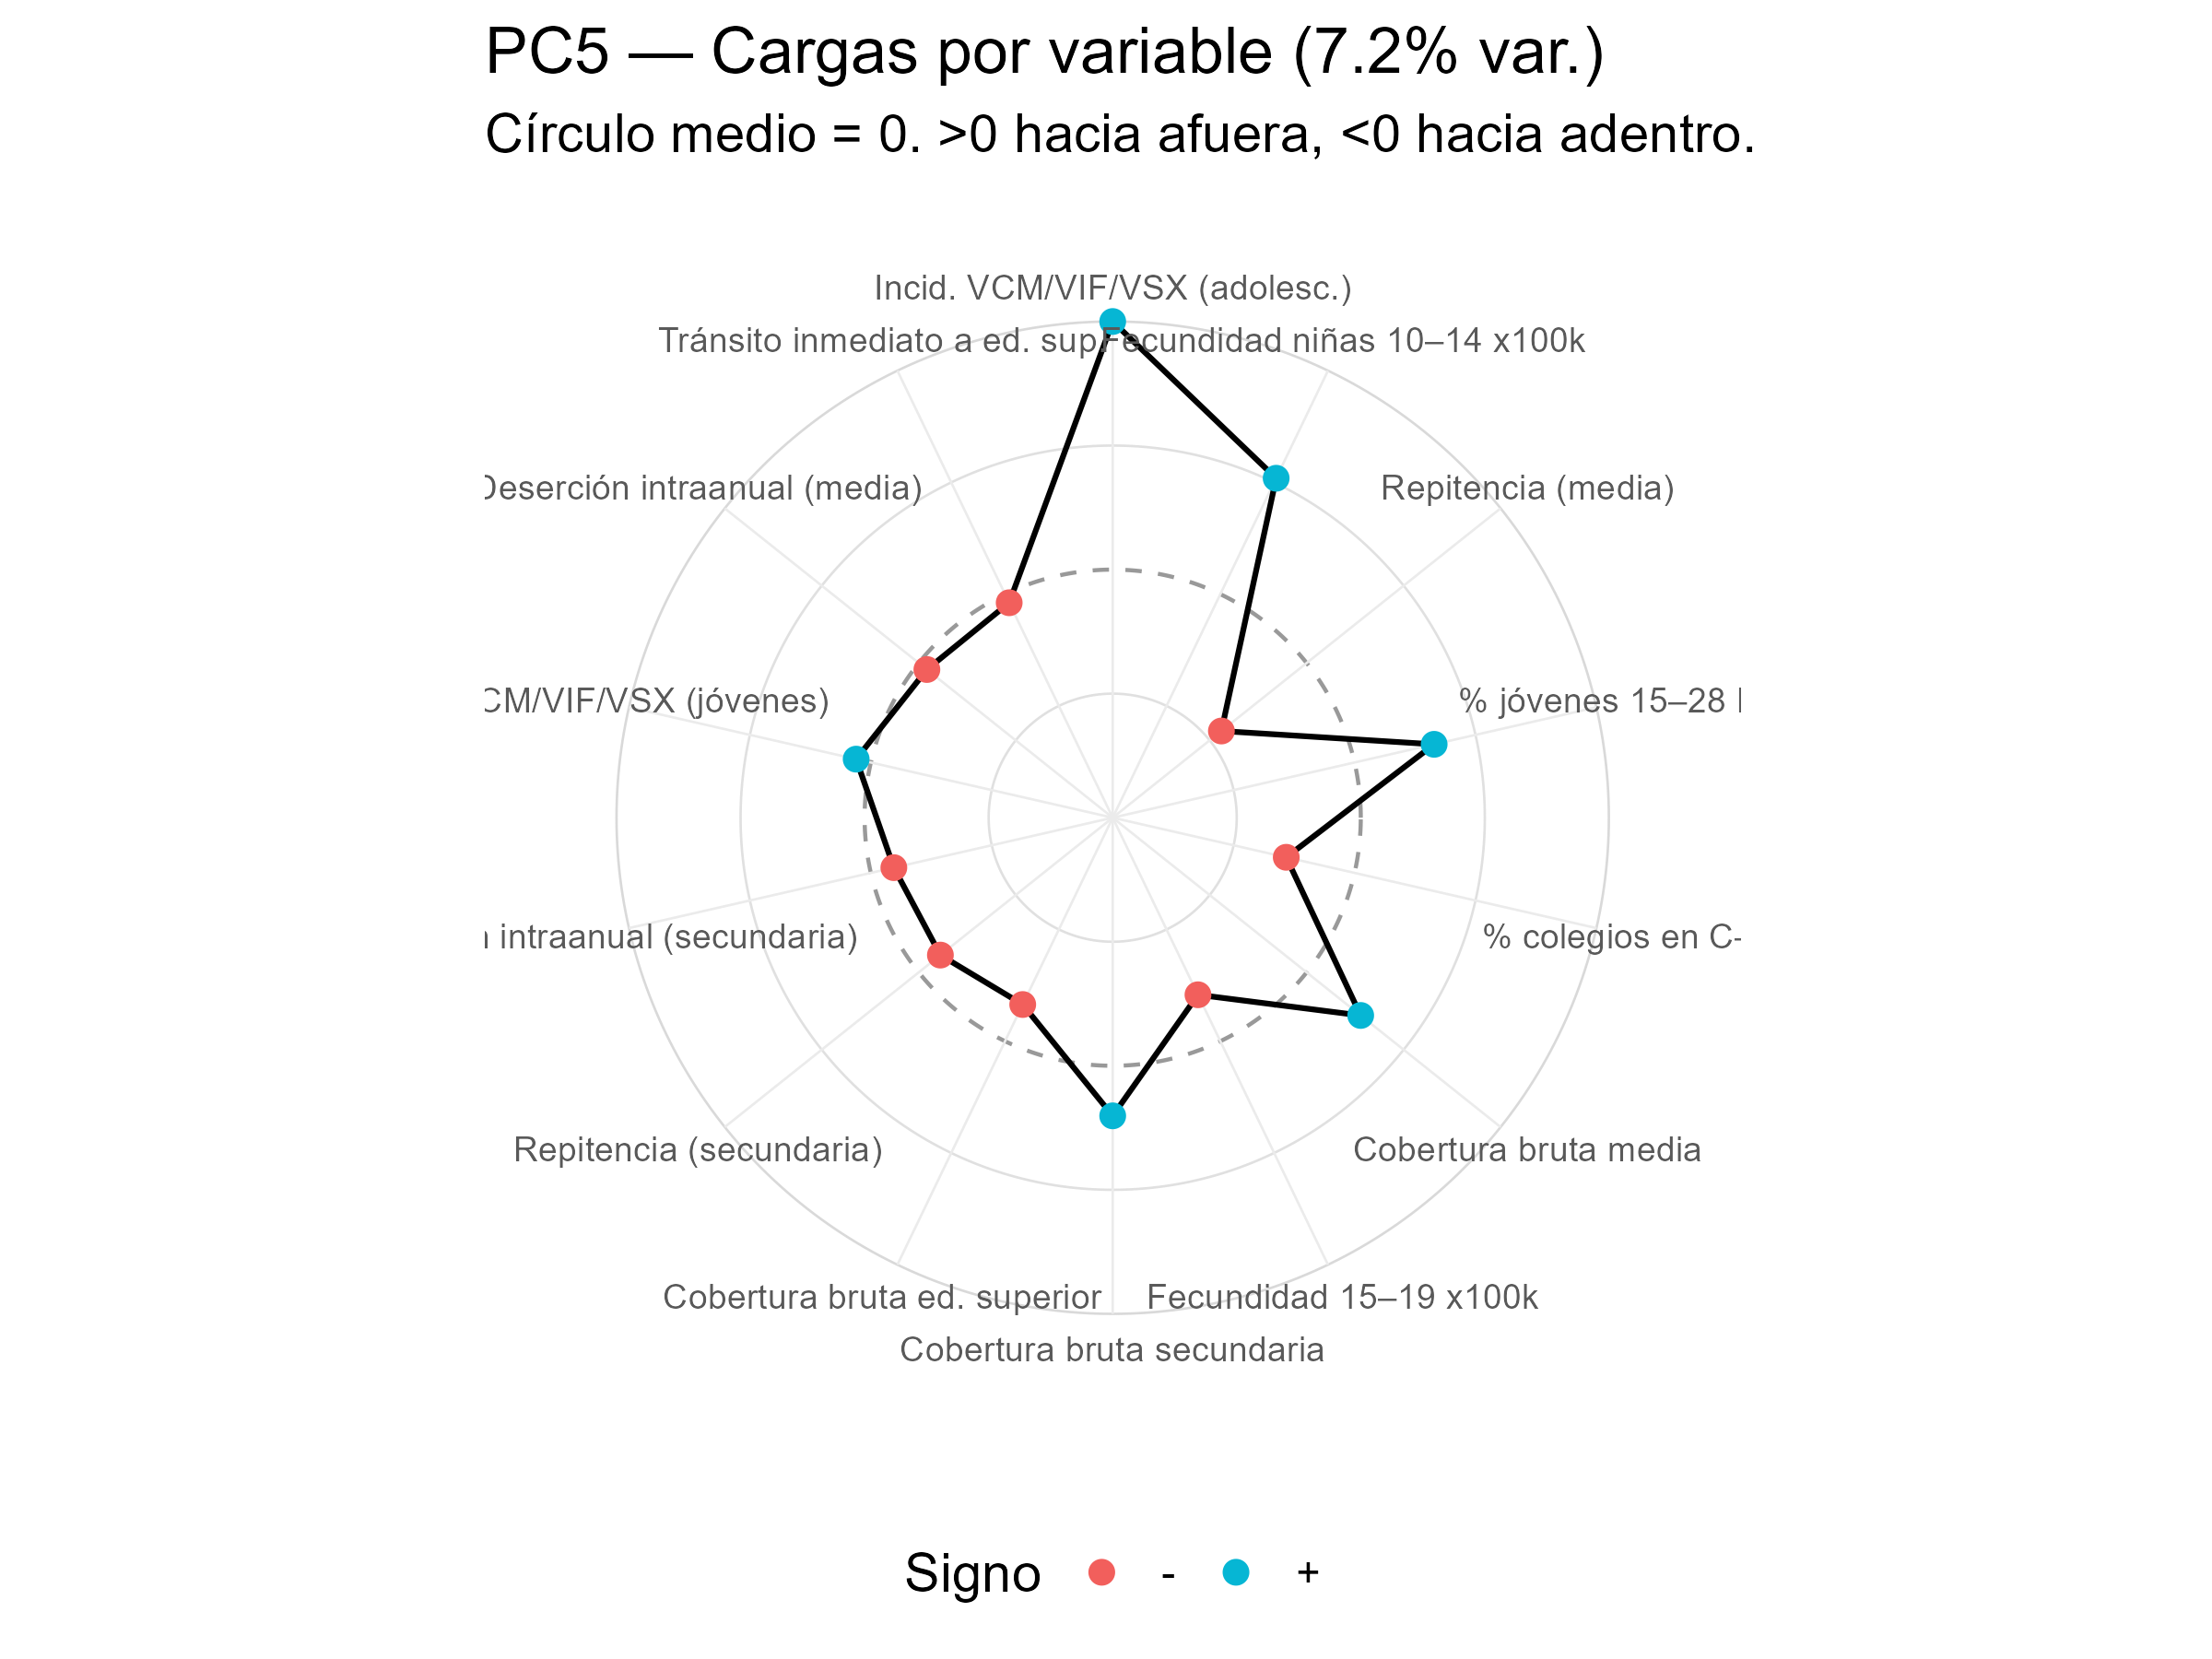 PC5 — Cargas por variable (7.2% var.)
Círculo medio = 0. >0 hacia afuera, <0 hacia adentro.
Incid. VCM/VIF/VSX (adolesc.)
Tránsito inmediato a ed. sup.
Fecundidad niñas 10–14 x100k
Deserción intraanual (media)
Repitencia (media)
CM/VIF/VSX (jóvenes)
% jóvenes 15–28
intraanual (secundaria)
% colegios en C-
Repitencia (secundaria)
Cobertura bruta media
Cobertura bruta ed. superior
Fecundidad 15–19 x100k
Cobertura bruta secundaria
Signo - +